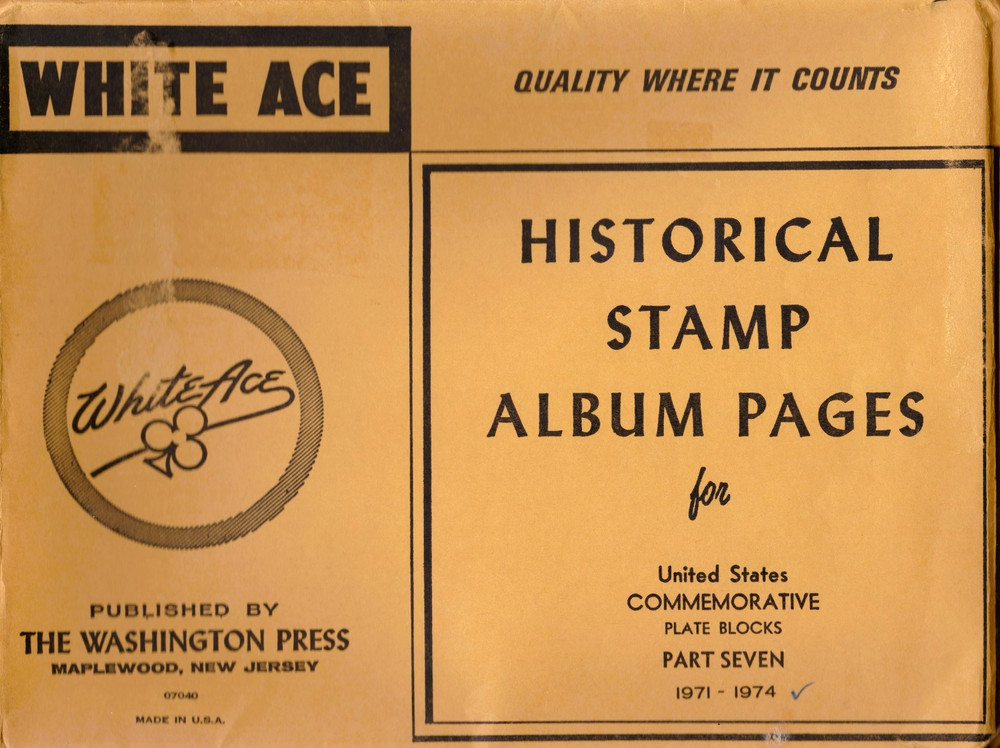 WHITE ACE
QUALITY WHERE IT COUNTS
White Ace
PUBLISHED BY
THE WASHINGTON PRESS
MAPLEWOOD, NEW JERSEY
07040
MADE IN U.S.A.
HISTORICAL
STAMP
ALBUM PAGES
for
United States
COMMEMORATIVE
PLATE BLOCKS
PART SEVEN
1971 - 1974 ✓